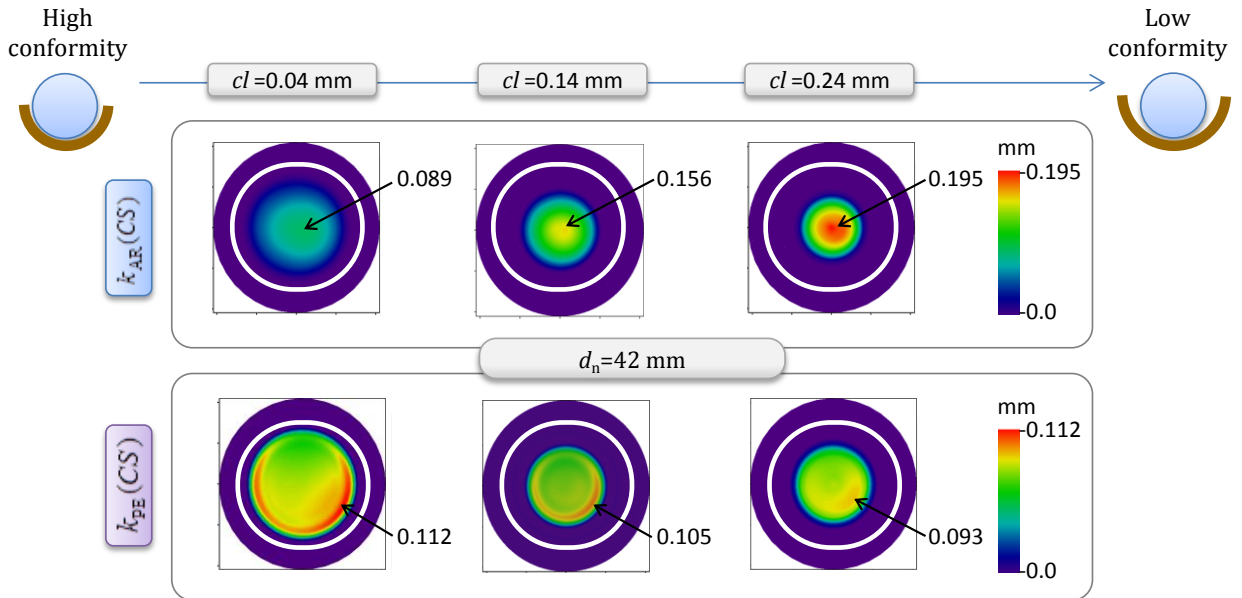 High
conformity
Low
conformity
cl =0.04 mm
cl =0.14 mm
cl =0.24 mm
k_AR(CS)
0.089
0.156
0.195
mm
0.195
0.0
d_n=42 mm
k_PE(CS)
0.112
0.105
0.093
mm
0.112
0.0